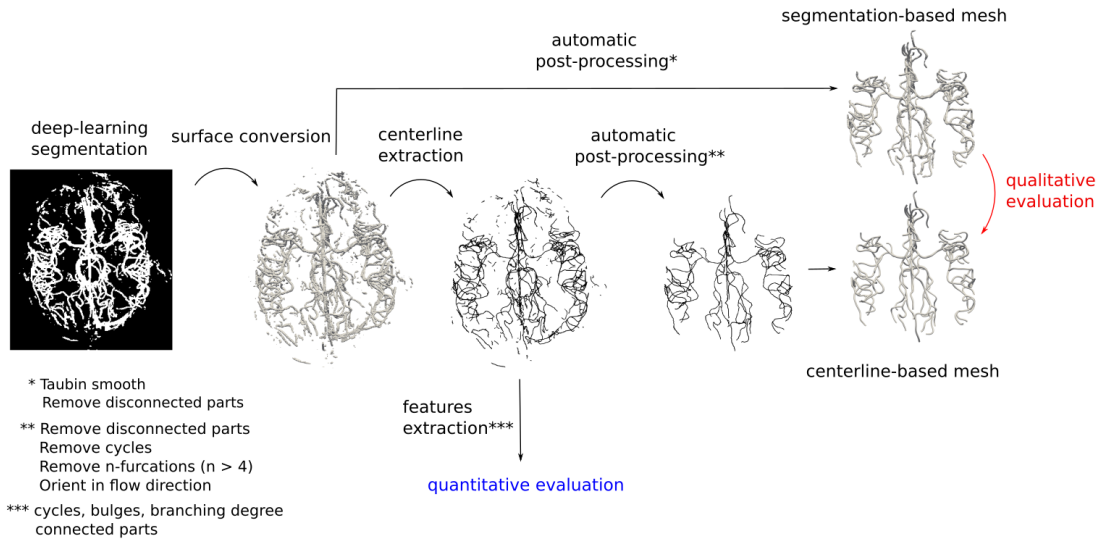 segmentation-based mesh
automatic
post-processing*
deep-learning
segmentation
surface conversion
centerline
extraction
automatic
post-processing**
qualitative
evaluation
centerline-based mesh
* Taubin smooth
Remove disconnected parts
** Remove disconnected parts
Remove cycles
Remove n-furcations (n > 4)
Orient in flow direction
*** cycles, bulges, branching degree
connected parts
features
extraction***
quantitative evaluation